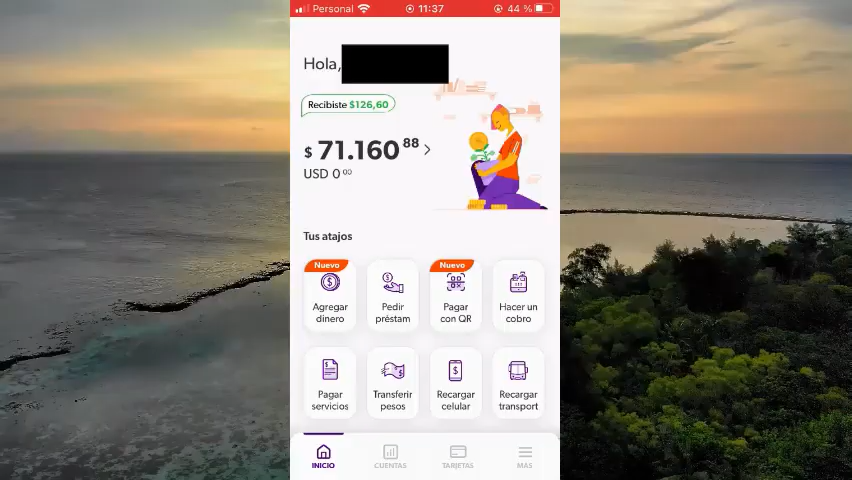 Personal 11:37 44 %
Hola,
Recibiste $126,60
$ 71.160 88
USD 0 00
Tus atajos
Nuevo Nuevo
Agregar Pedir Pagar Hacer un
dinero préstam con QR cobro
Pagar Transferir Recargar Recargar
servicios pesos celular transport
INICIO CUENTAS TARJETAS MÁS